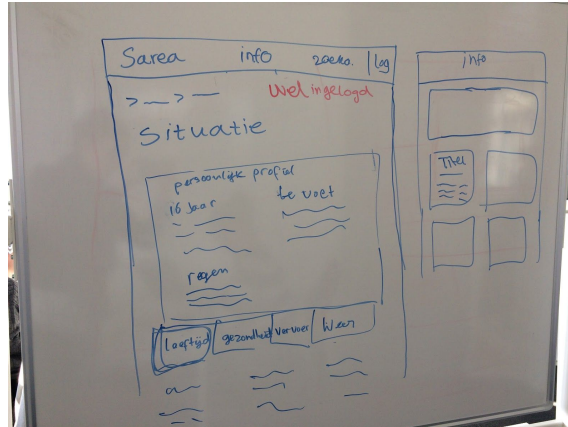 Sarea info zoeken. | log
> — > —
Wel ingelogd
Situatie
persoonlijk profiel
16 Jaar
te voet
regen
leeftijd gezondheid vervoer Weer
info
Titel